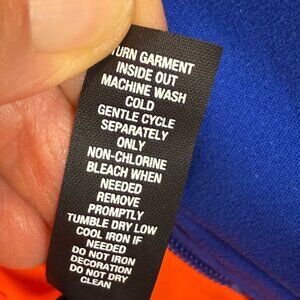 TURN GARMENT
INSIDE OUT
MACHINE WASH
COLD
GENTLE CYCLE
SEPARATELY
ONLY
NON-CHLORINE
BLEACH WHEN
NEEDED
REMOVE
PROMPTLY
TUMBLE DRY LOW
COOL IRON IF
NEEDED
DO NOT IRON
DECORATION
DO NOT DRY
CLEAN